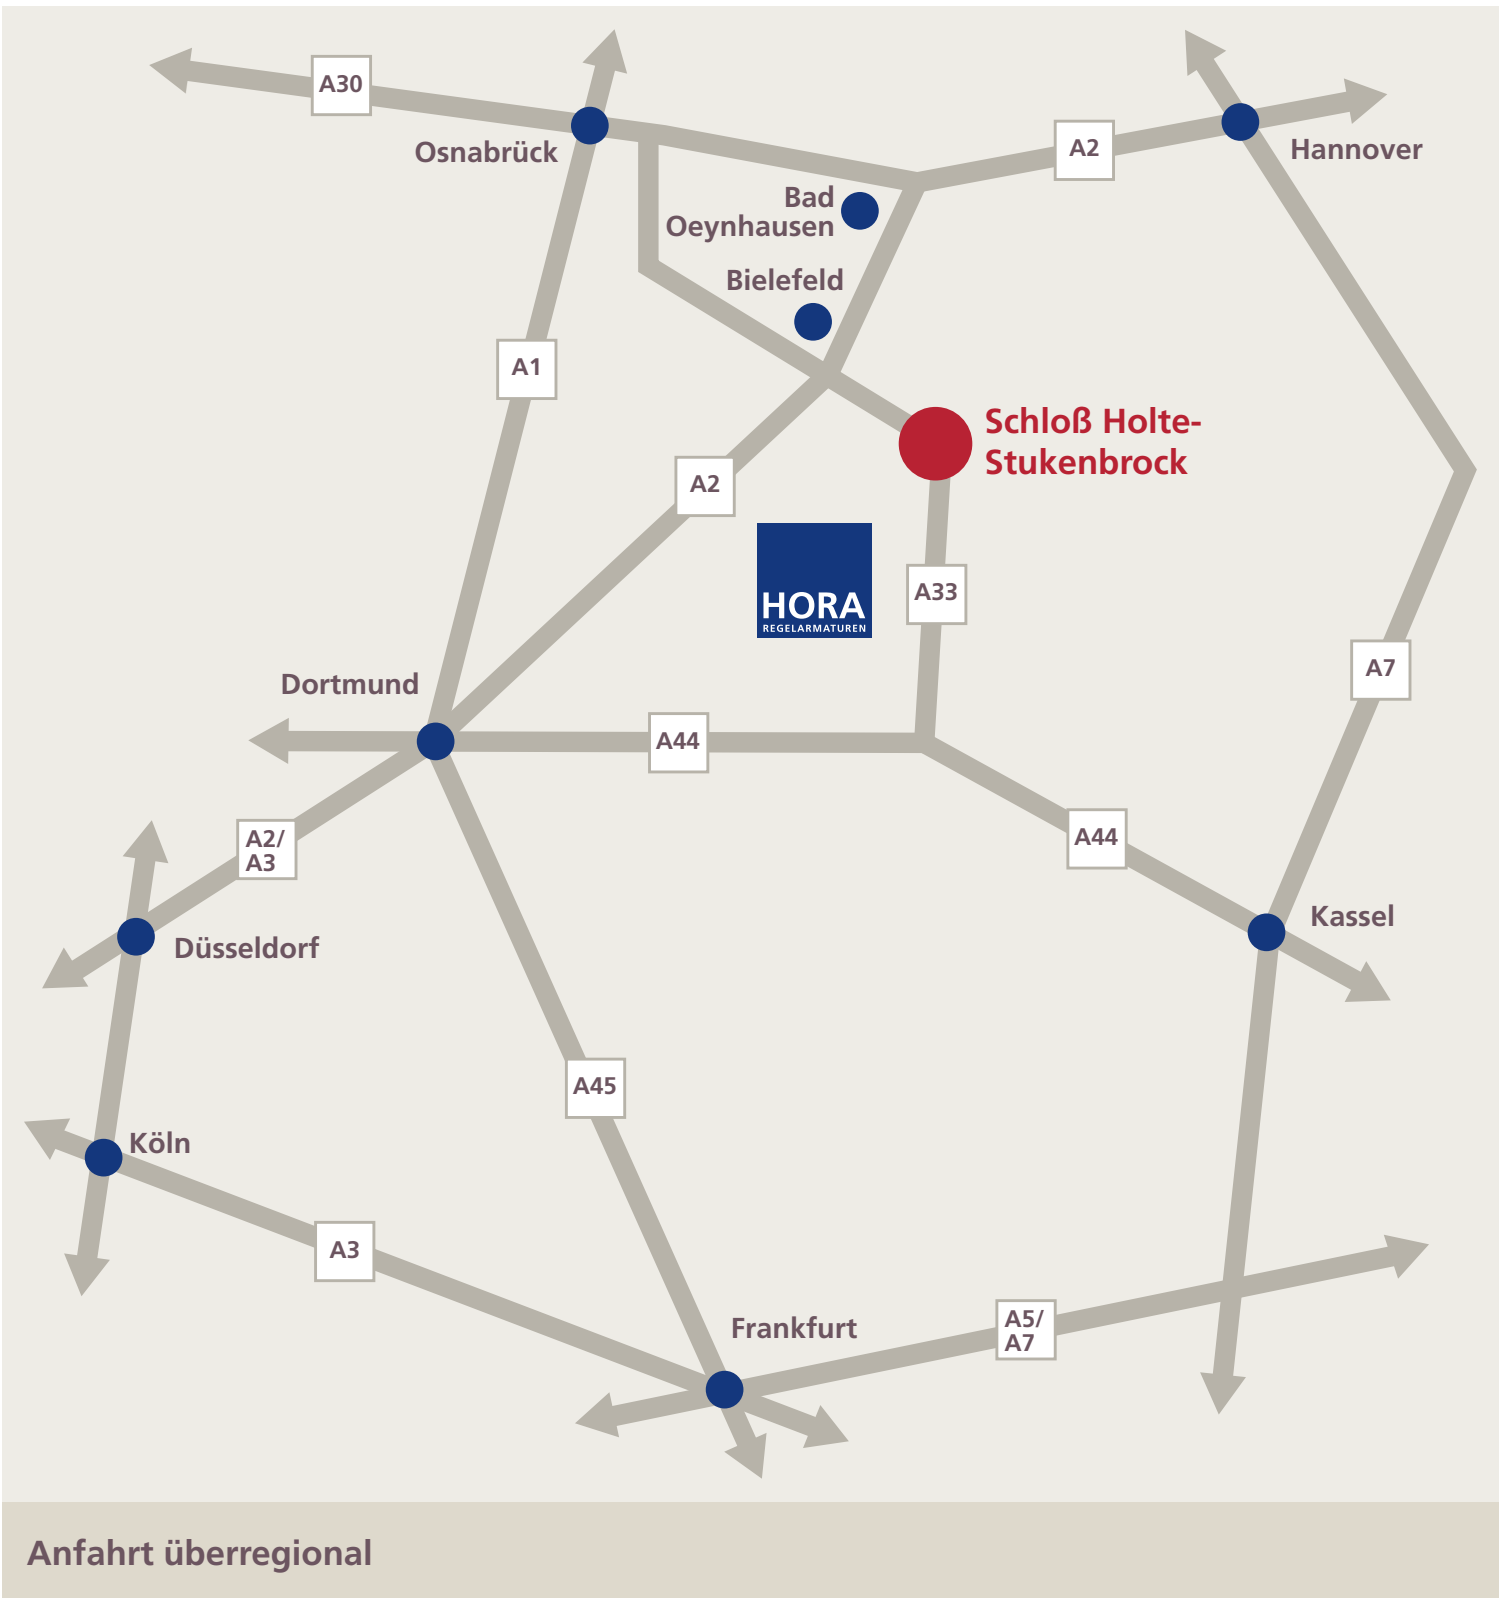 A30
Osnabrück
A2
Hannover
Bad
Oeynhausen
Bielefeld
A1
Schloß Holte-
Stukenbrock
A2
HORA
REGELARMATUREN
A33
A7
Dortmund
A44
A2/
A3
A44
Düsseldorf
Kassel
A45
Köln
A3
Frankfurt
A5/
A7
Anfahrt überregional